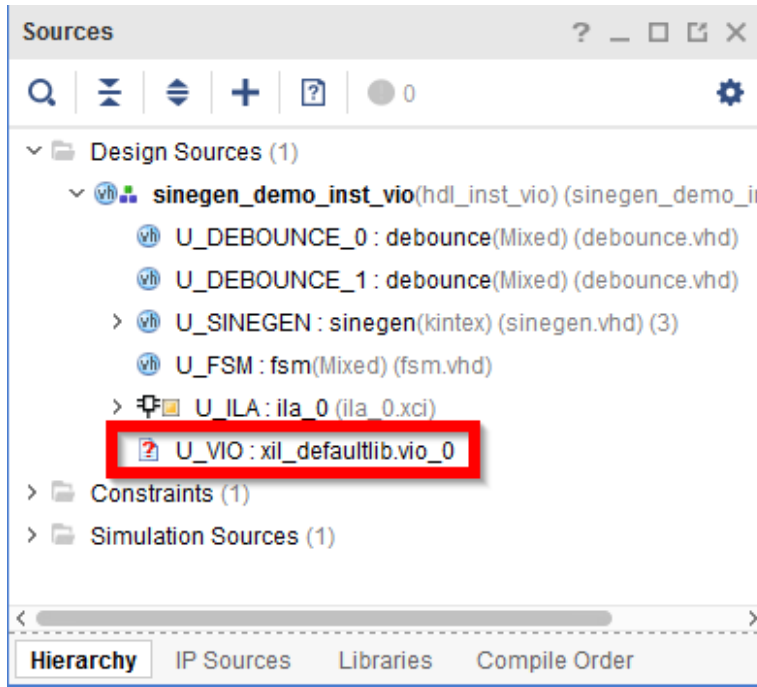 Sources
0
Design Sources (1)
sinegen_demo_inst_vio(hdl_inst_vio) (sinegen_demo_i
U_DEBOUNCE_0 : debounce(Mixed) (debounce.vhd)
U_DEBOUNCE_1 : debounce(Mixed) (debounce.vhd)
U_SINEGEN : sinegen(kintex) (sinegen.vhd) (3)
U_FSM : fsm(Mixed) (fsm.vhd)
U_ILA : ila_0 (ila_0.xci)
U_VIO : xil_defaultlib.vio_0
Constraints (1)
Simulation Sources (1)
Hierarchy IP Sources Libraries Compile Order